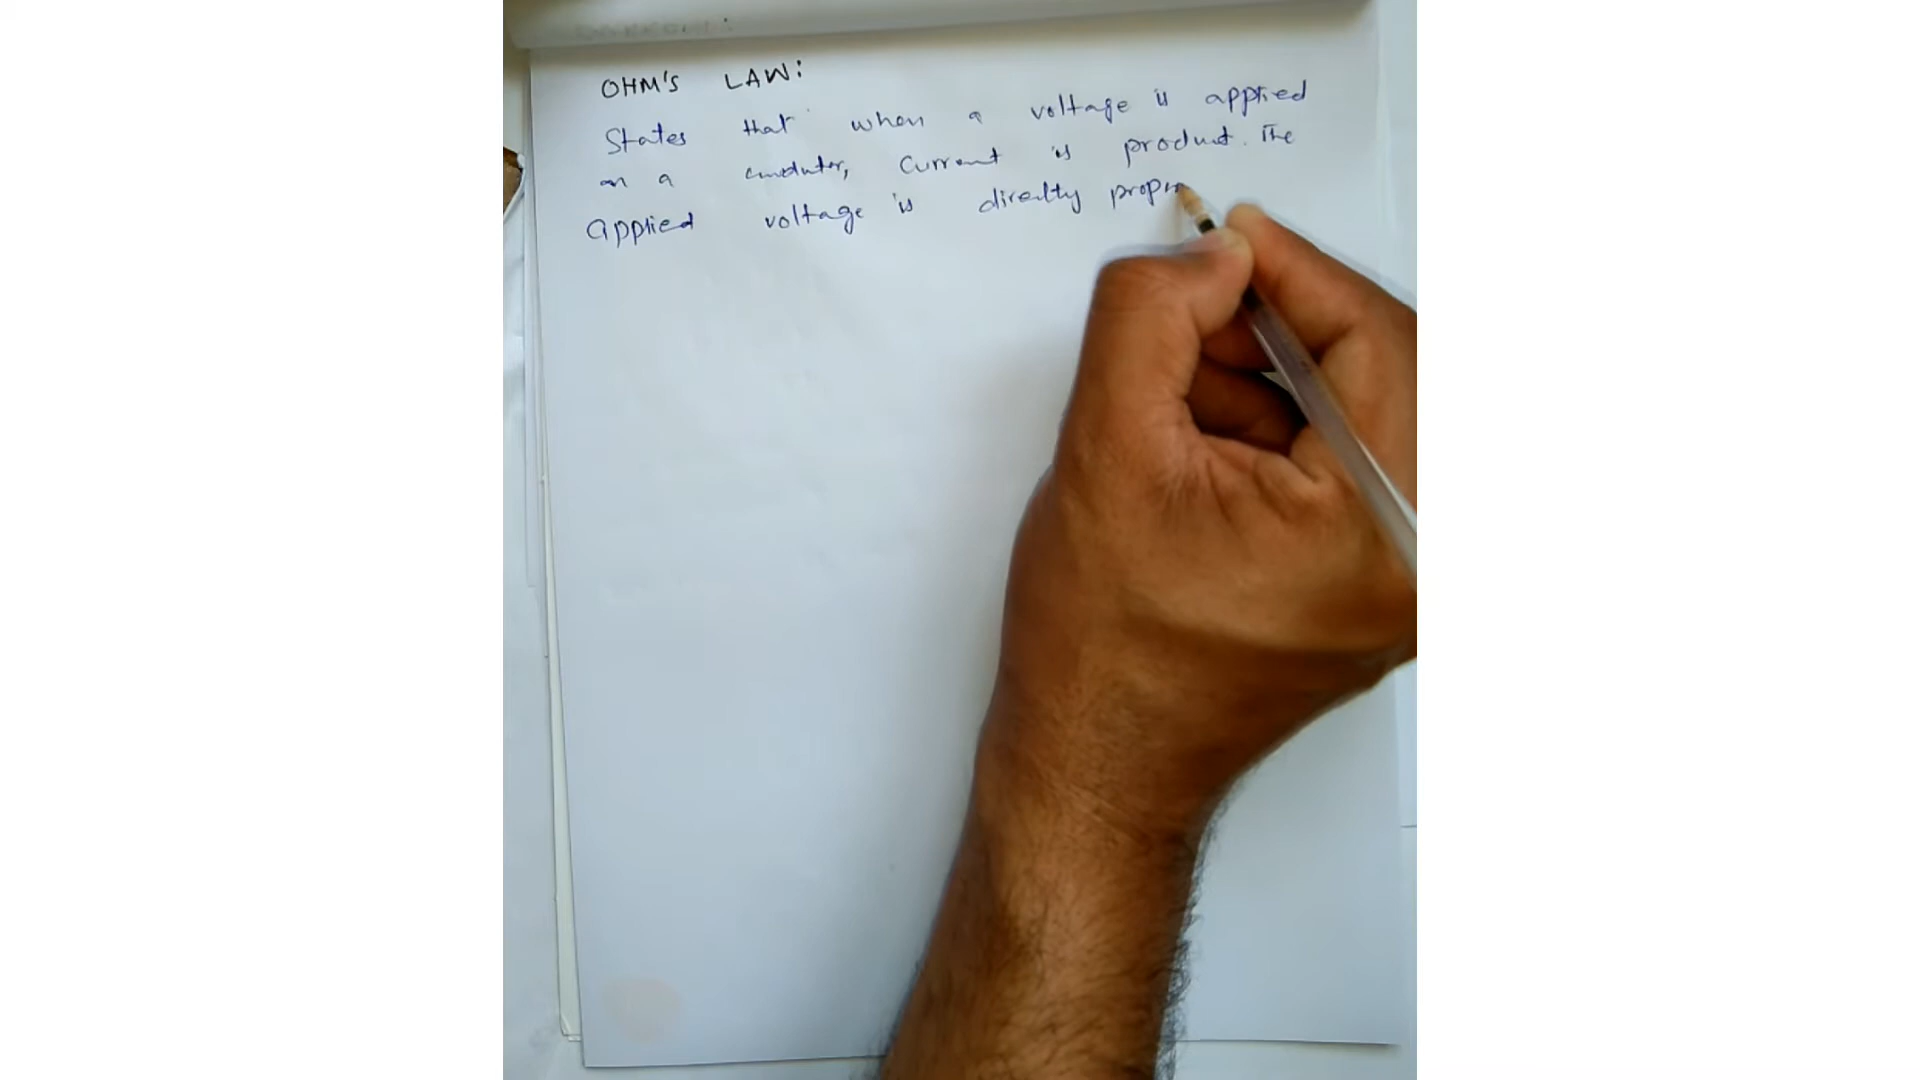 OHM'S LAW:
States that when a voltage is applied
on a conductor, current is product. The
applied voltage is directly propo